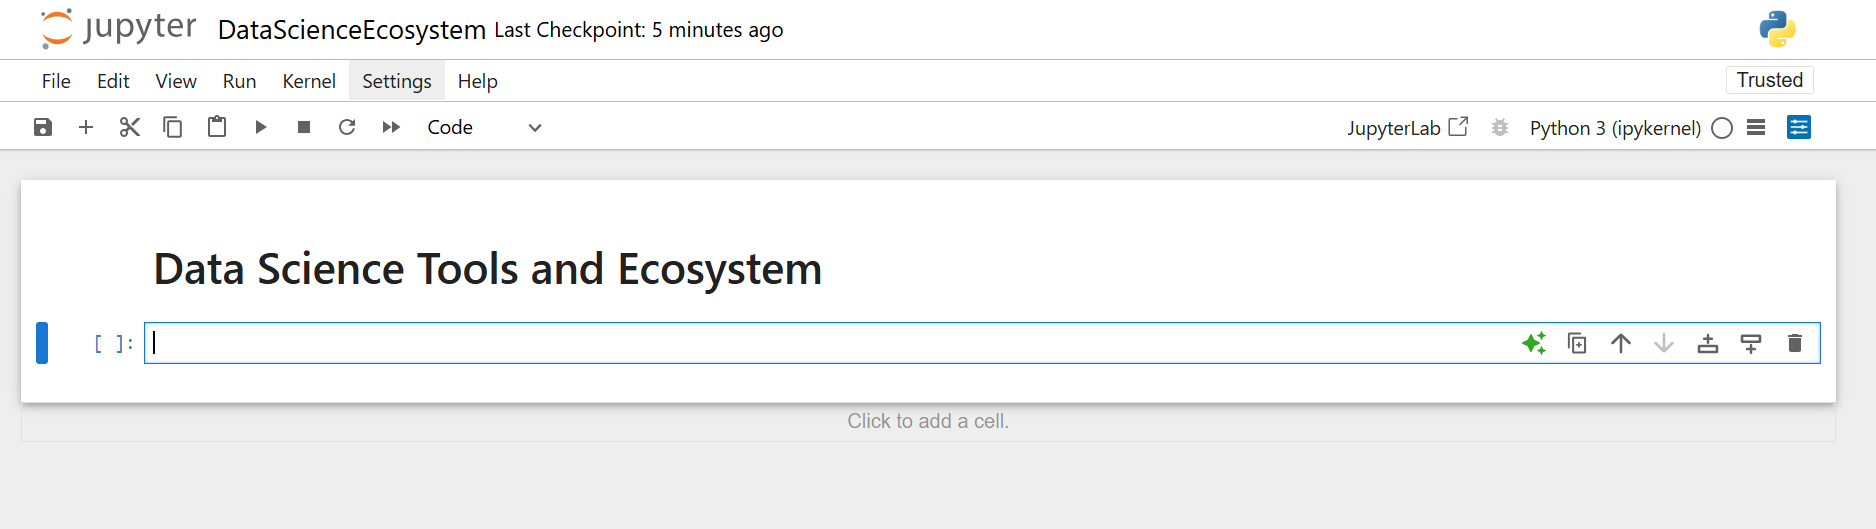 jupyter DataScienceEcosystem Last Checkpoint: 5 minutes ago
File Edit View Run Kernel Settings Help Trusted
Code JupyterLab Python 3 (ipykernel)
Data Science Tools and Ecosystem
[ ]:
Click to add a cell.